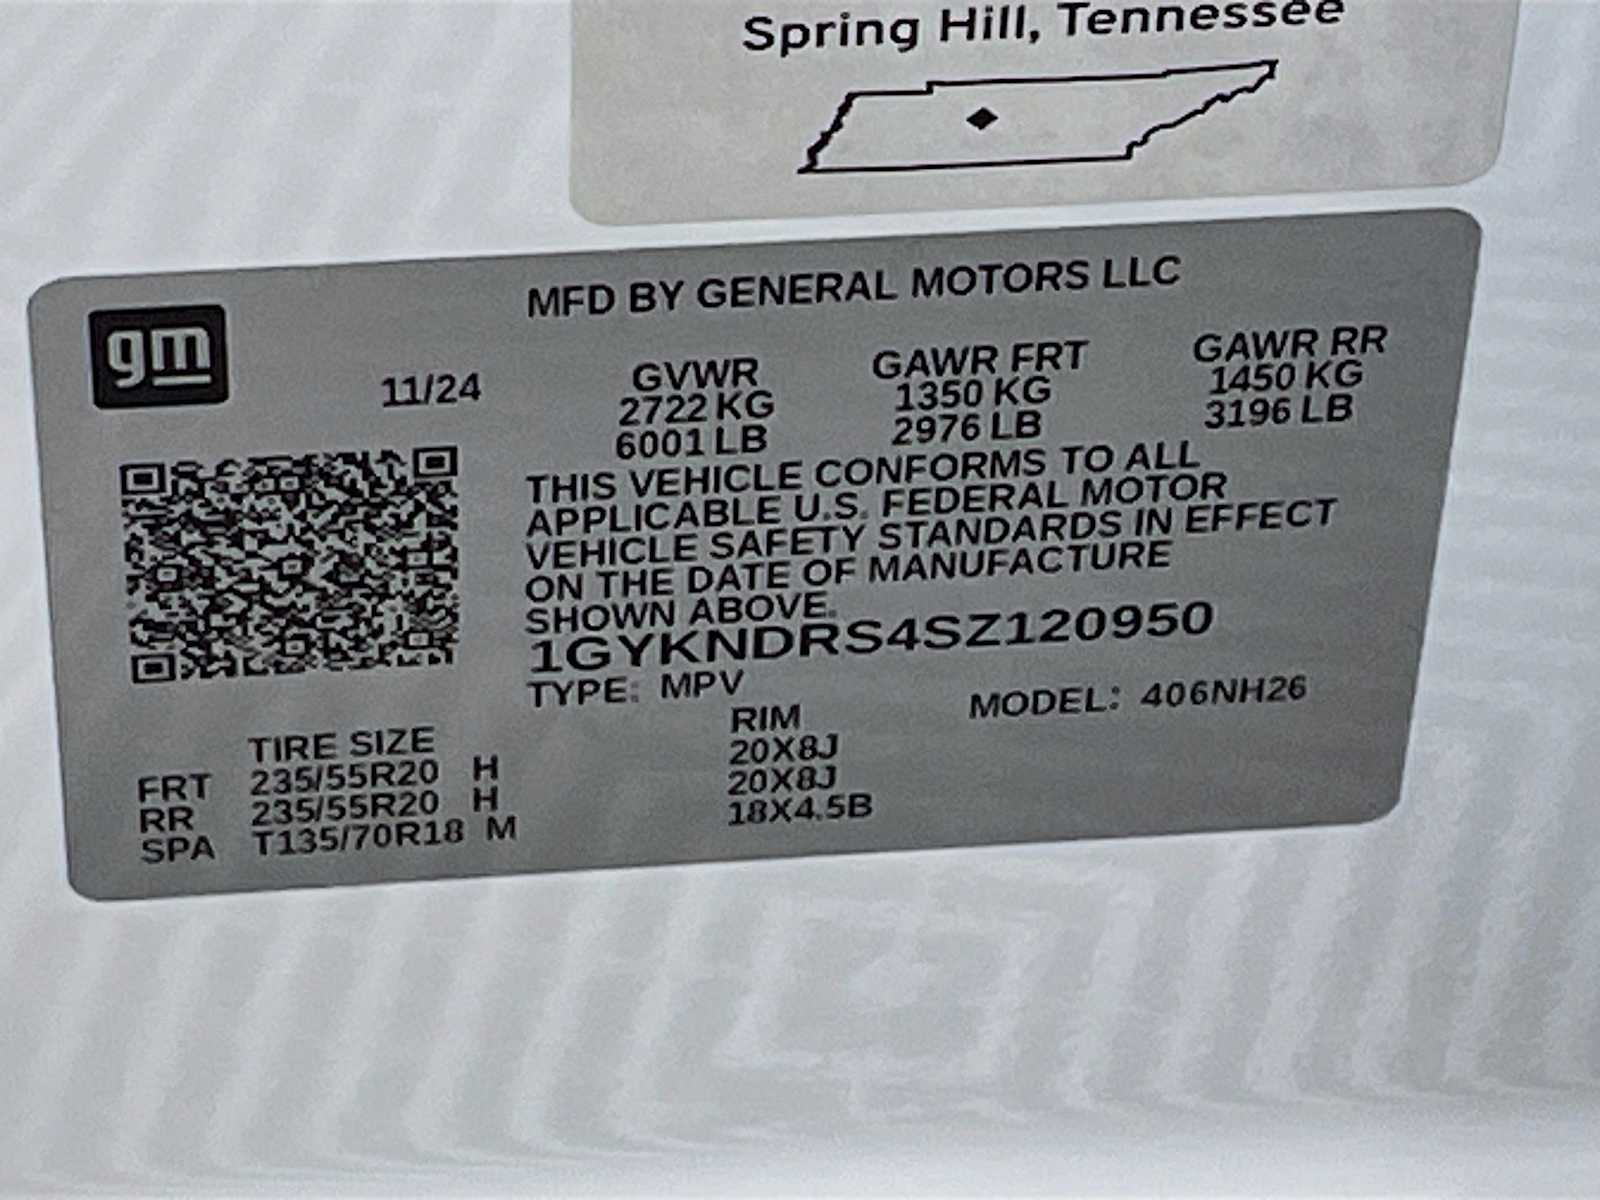 Spring Hill, Tennessee
MFD BY GENERAL MOTORS LLC
gm
11/24
GVWR GAWR FRT GAWR RR
2722 KG 1350 KG 1450 KG
6001 LB 2976 LB 3196 LB
THIS VEHICLE CONFORMS TO ALL
APPLICABLE U.S. FEDERAL MOTOR
VEHICLE SAFETY STANDARDS IN EFFECT
ON THE DATE OF MANUFACTURE
SHOWN ABOVE.
1GYKNDRS4SZ120950
TYPE: MPV MODEL: 406NH26
TIRE SIZE RIM
FRT 235/55R20 H 20X8J
RR 235/55R20 H 20X8J
SPA T135/70R18 M 18X4.5B